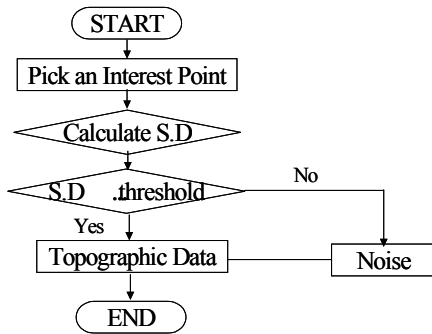 START
Pick an Interest Point
Calculate S.D
S.D ..threshold
No
Yes
Topographic Data
Noise
END